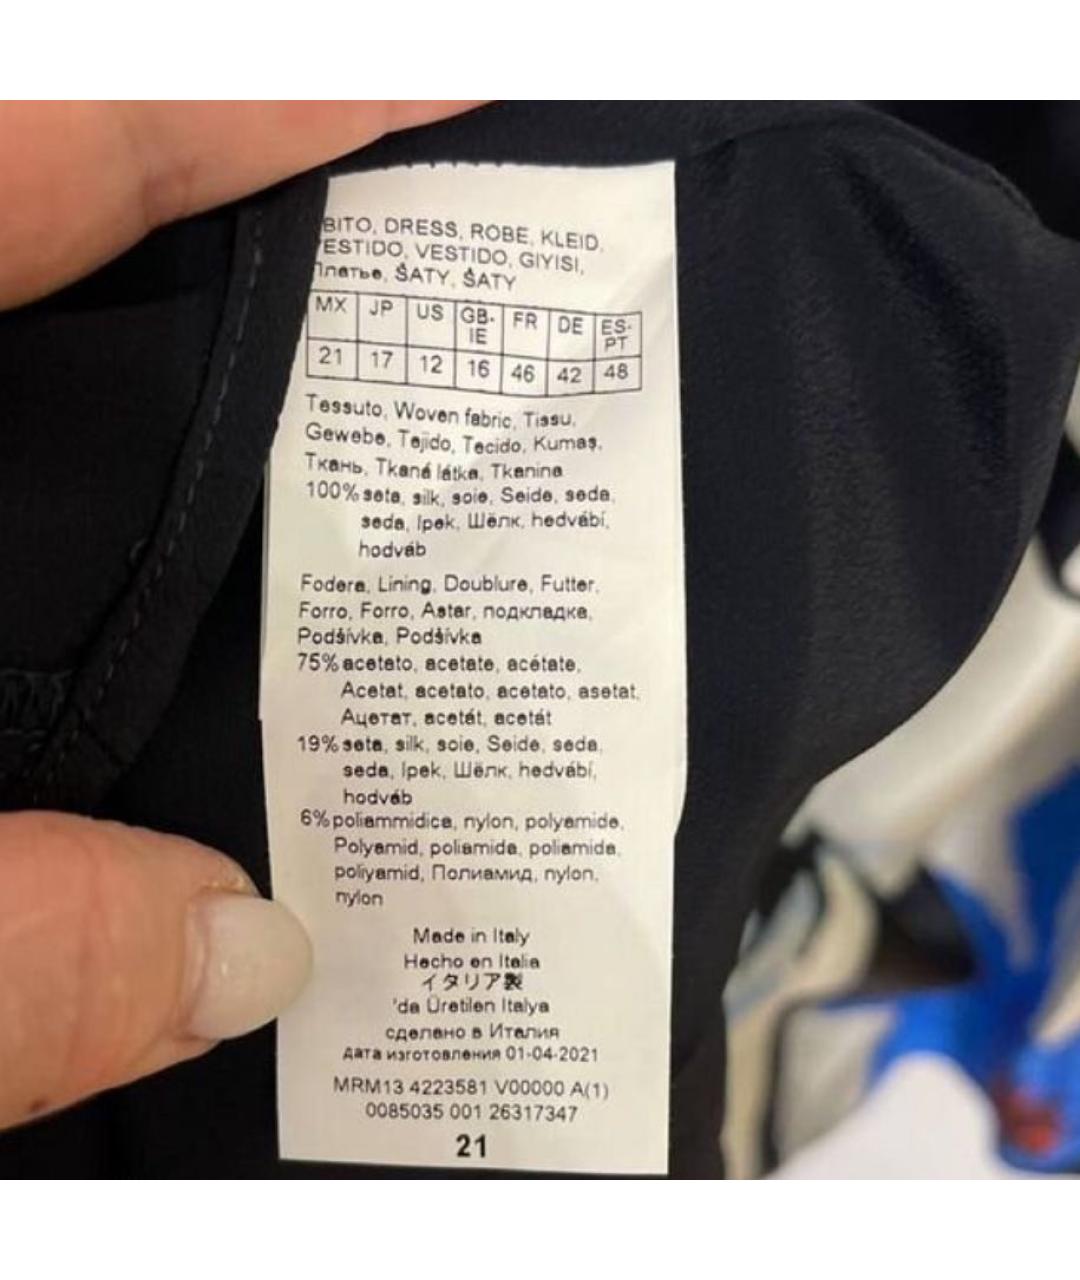 BITO, DRESS, ROBE, KLEID,
ESTIDO, VESTIDO, GIYISI,
Платье, ŠATY, ŠATY
MX JP US GB-IE FR DE ES-PT
21 17 12 16 46 42 48
Tessuto, Woven fabric, Tissu,
Gewebe, Tejido, Tecido, Kumaş,
Ткань, Tkaná látka, Tkanina
100% seta, silk, soie, Seide, seda,
seda, Ipek, Шёлк, hedvábí,
hodváb
Fodera, Lining, Doublure, Futter,
Forro, Forro, Astar, подкладка,
Podšívka, Podšívka
75% acetato, acetate, acétate,
Acetat, acetato, acetato, asetat,
Ацетат, acetát, acetát
19% seta, silk, soie, Seide, seda,
seda, Ipek, Шёлк, hedvábí,
hodváb
6% poliammidica, nylon, polyamide,
Polyamid, poliamida, poliamida,
poliyamid, Полиамид, nylon,
nylon
Made in Italy
Hecho en Italia
イタリア製
'da Üretilen Italya
сделано в Италия
дата изготовления 01-04-2021
MRM13 4223581 V00000 A(1)
0085035 001 26317347
21